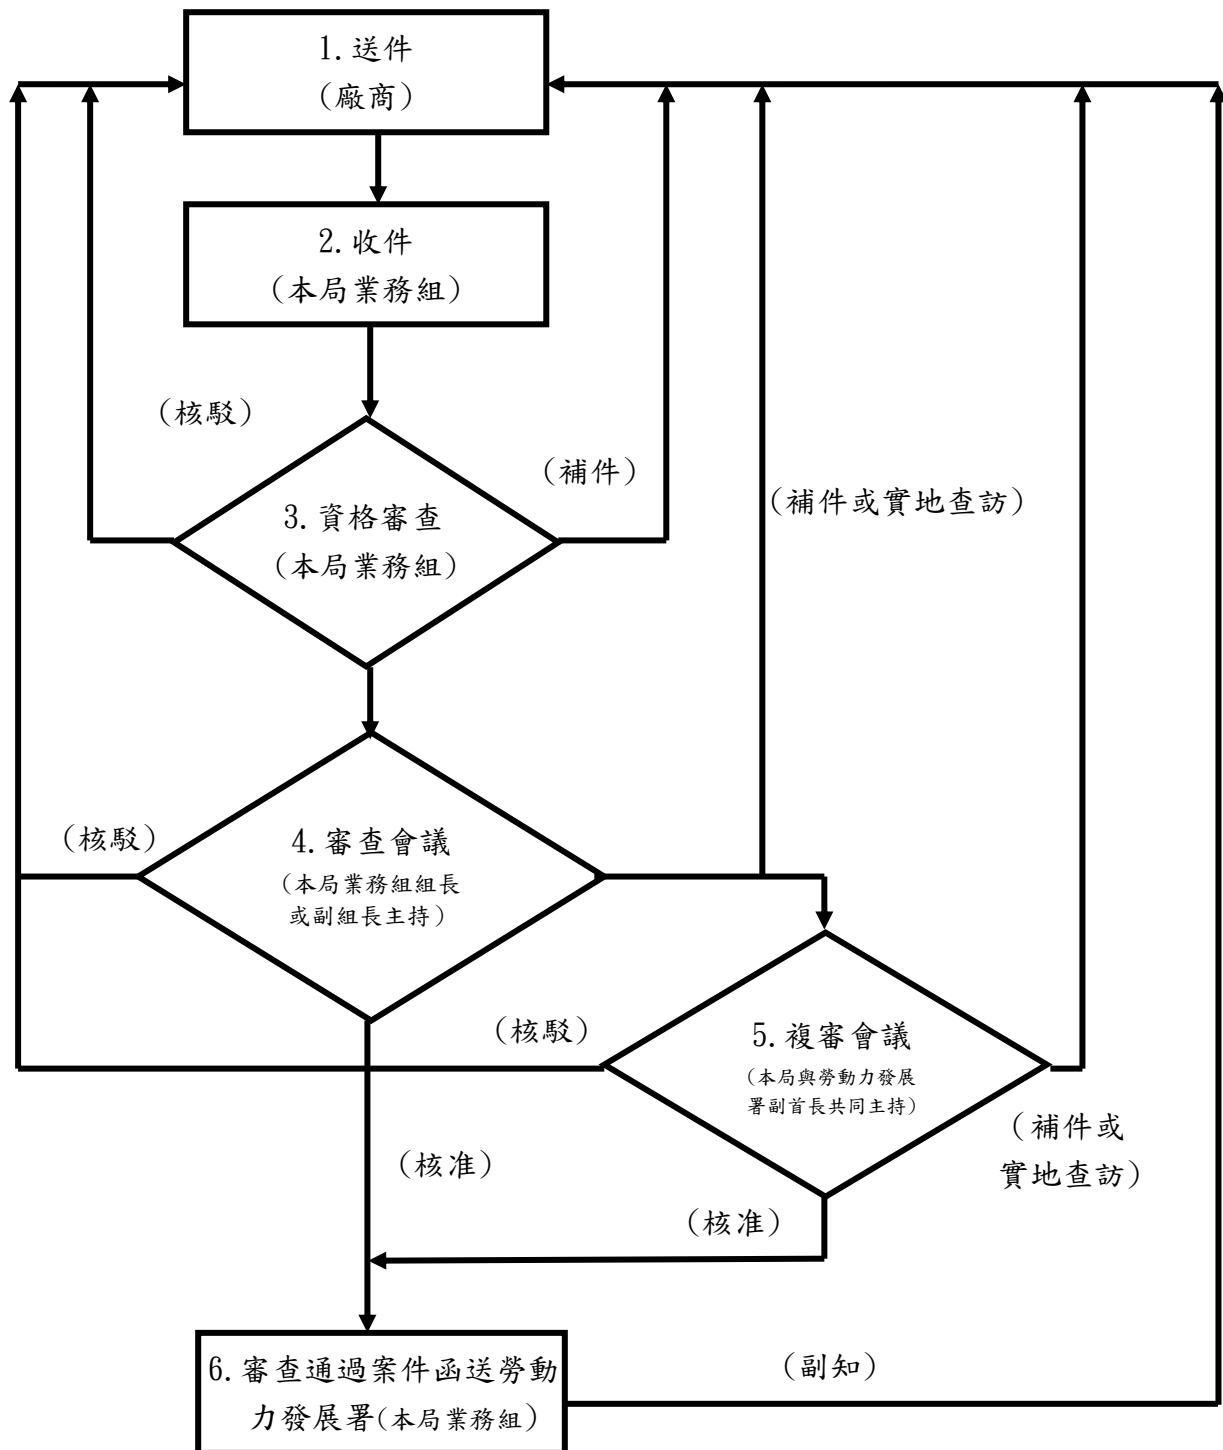 1.送件
(廠商)
2.收件
(本局業務組)
(核駁)
(補件)
(補件或實地查訪)
3.資格審查
(本局業務組)
(核駁)
4.審查會議
(本局業務組組長
或副組長主持)
(核駁)
5.複審會議
(本局與勞動力發展
署副首長共同主持)
(補件或
實地查訪)
(核准)
(核准)
6.審查通過案件函送勞動
力發展署(本局業務組)
(副知)